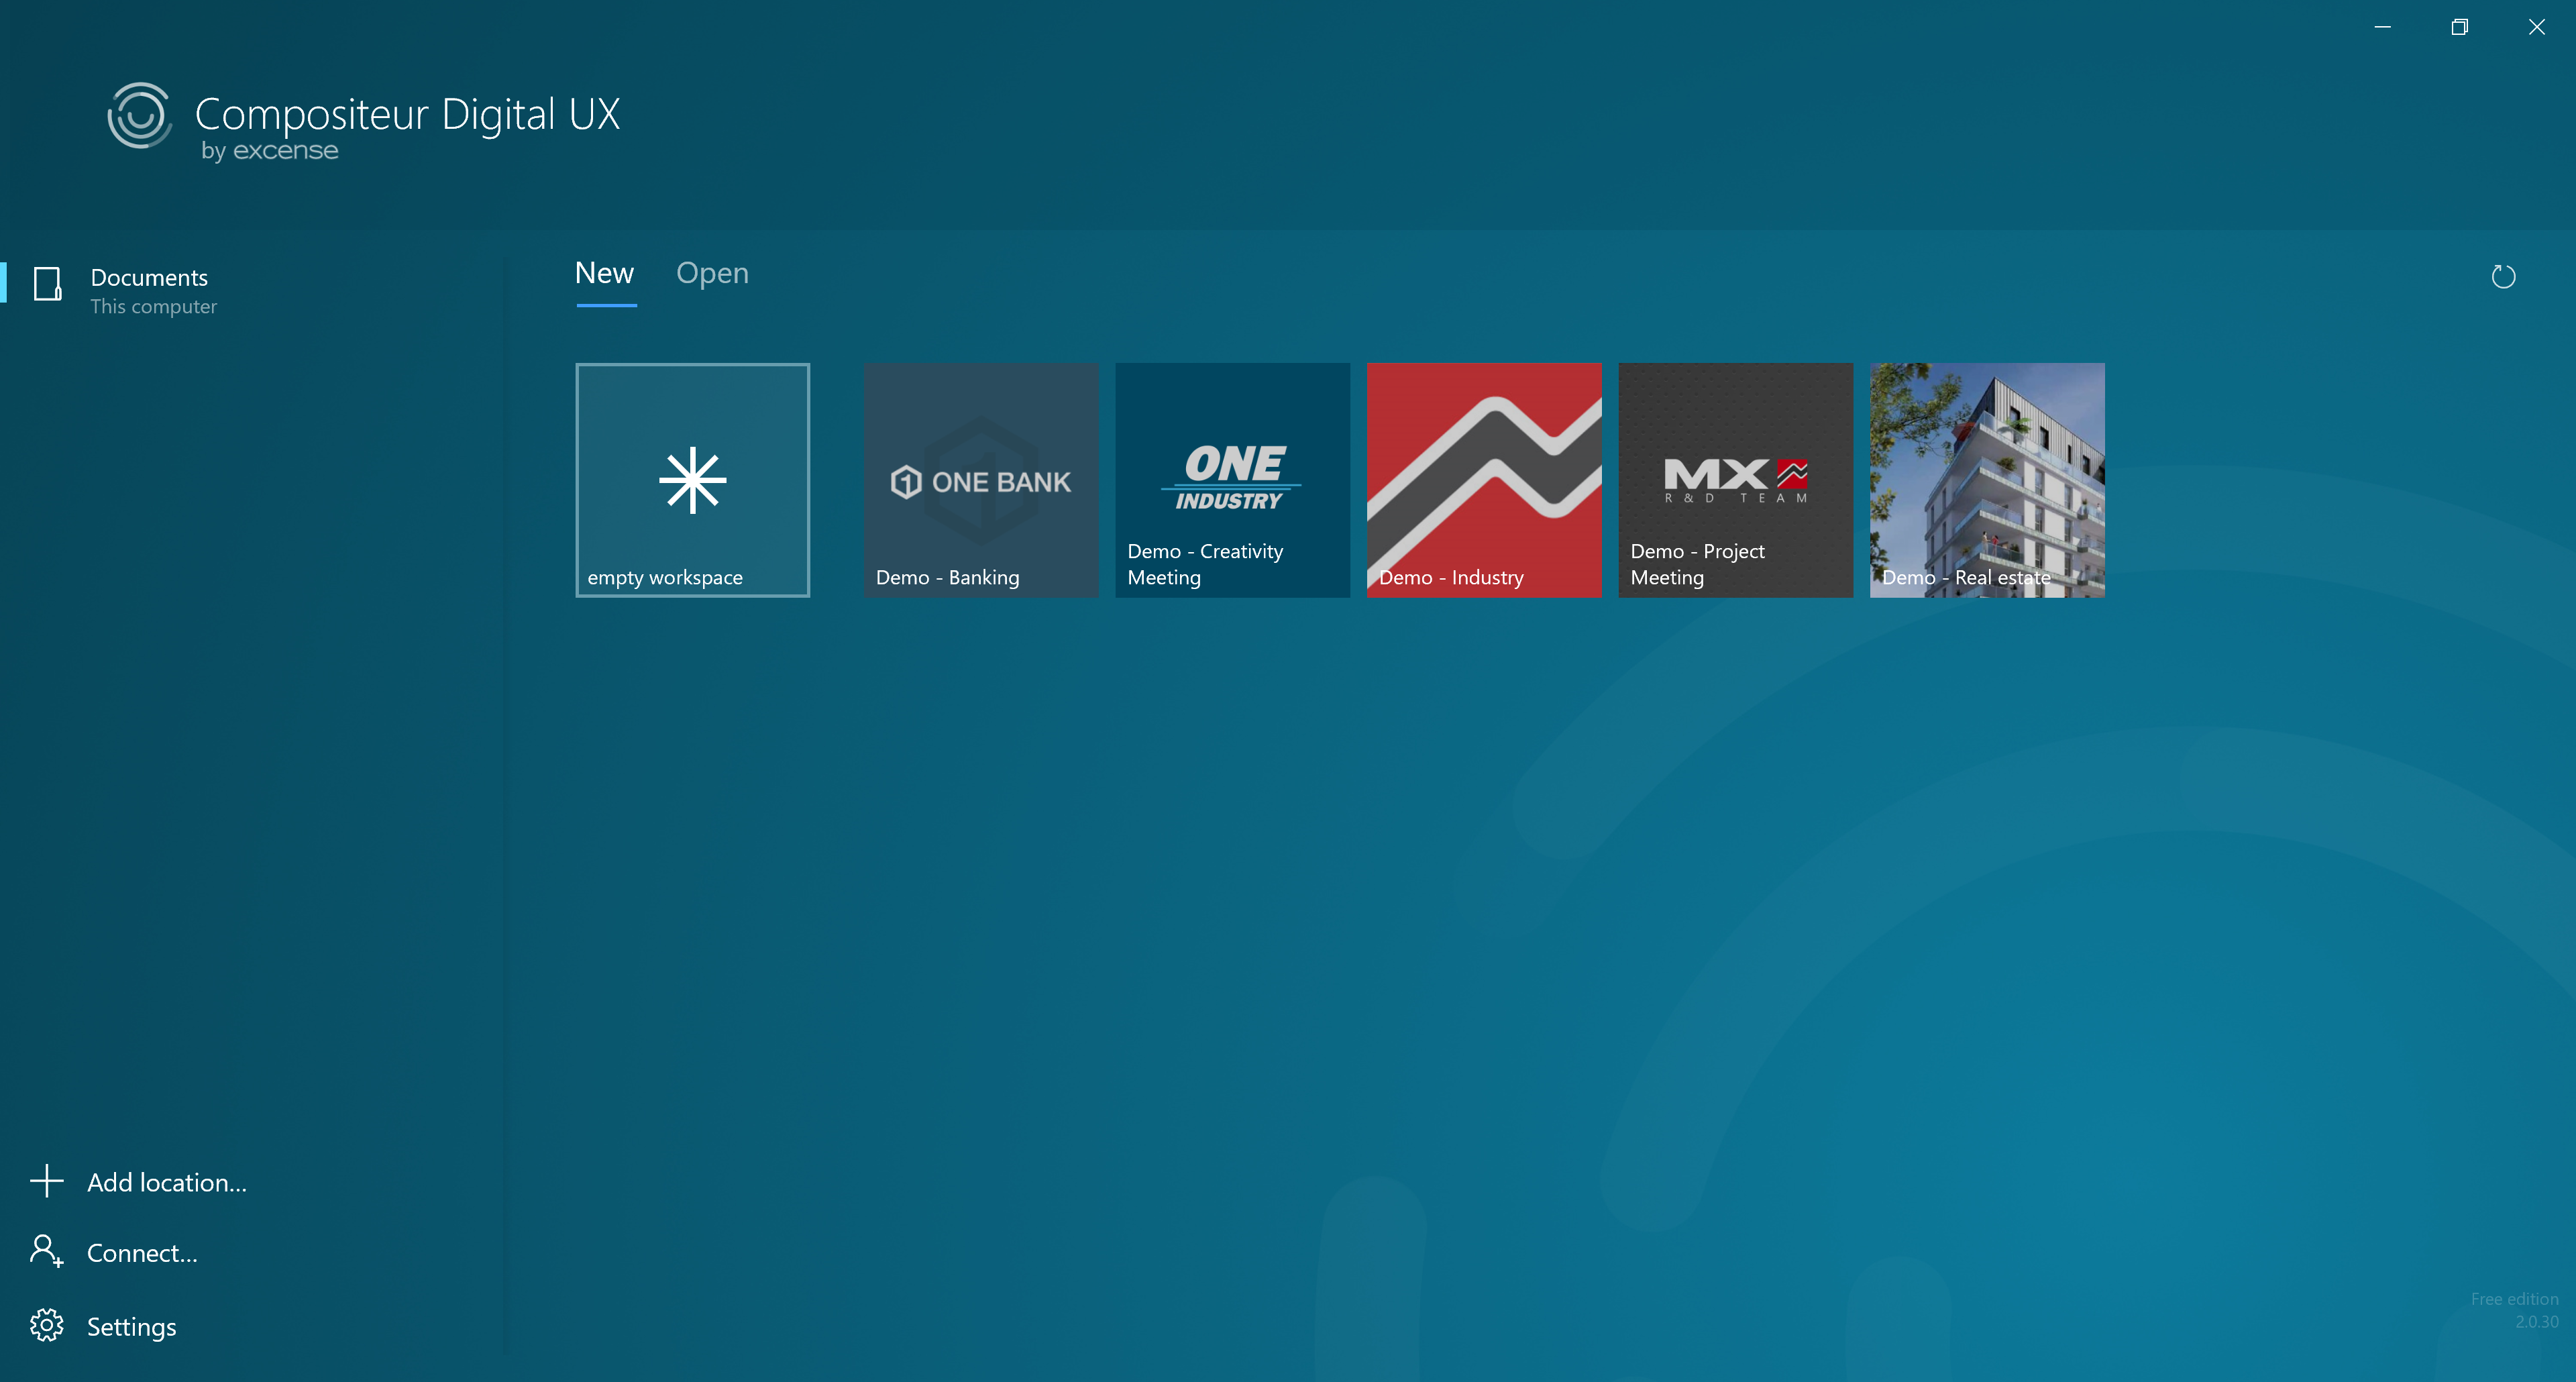 Compositeur Digital UX
by excense
Documents
This computer
New
Open
empty workspace
ONE BANK
Demo - Banking
ONE
INDUSTRY
Demo - Creativity
Meeting
Demo - Industry
MX
R & D TEAM
Demo - Project
Meeting
Demo - Real estate
Add location...
Connect...
Settings
Free edition
2.0.30